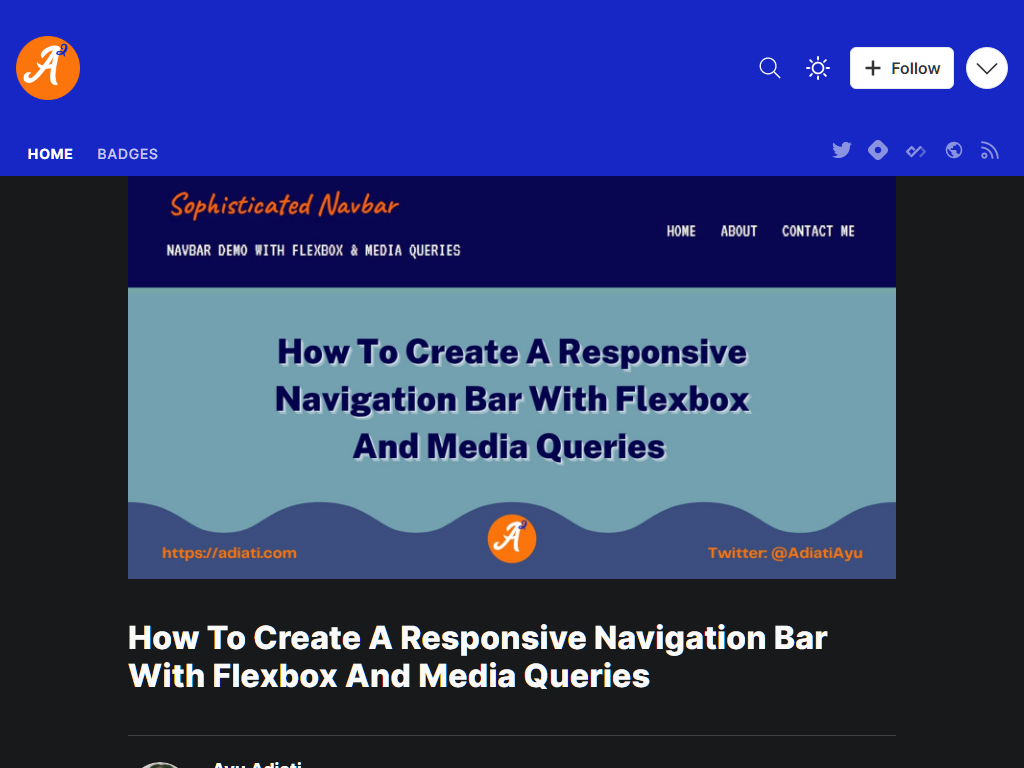 A
Follow
HOME BADGES
Sophisticated Navbar
NAVBAR DEMO WITH FLEXBOX & MEDIA QUERIES
HOME ABOUT CONTACT ME
How To Create A Responsive
Navigation Bar With Flexbox
And Media Queries
A
https://adiati.com
Twitter: @AdiatiAyu
How To Create A Responsive Navigation Bar
With Flexbox And Media Queries
Ayu Adiati